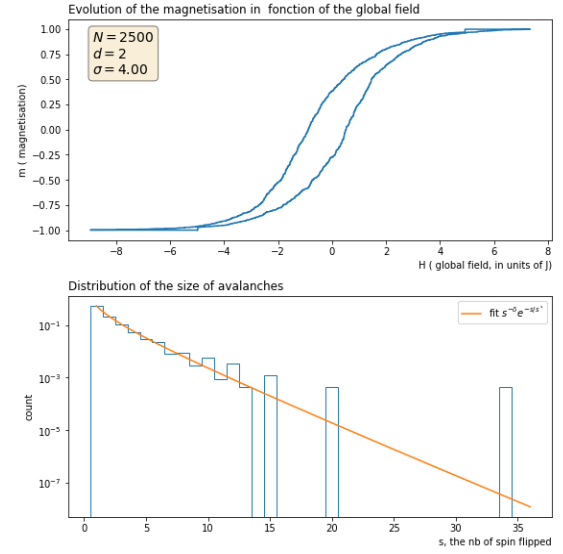 Evolution of the magnetisation in  fonction of the global field
N = 2500
d = 2
σ = 4.00
1.00
0.75
0.50
0.25
0.00
−0.25
−0.50
−0.75
−1.00
m ( magnetisation)
−8 −6 −4 −2 0 2 4 6 8
H ( global field, in units of J)
Distribution of the size of avalanches
fit s^{−δ}e^{−s/s^*}
10^{−1}
10^{−3}
10^{−5}
10^{−7}
count
0 5 10 15 20 25 30 35
s, the nb of spin flipped